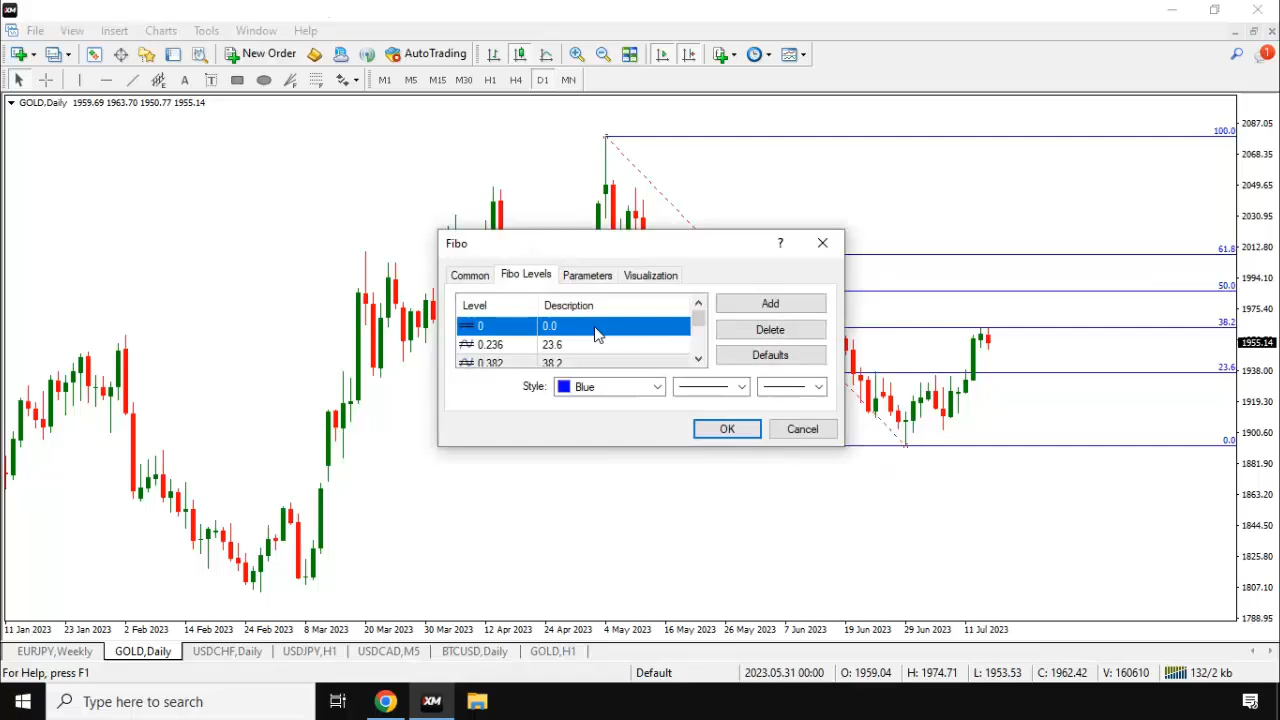 XM
File View Insert Charts Tools Window Help
New Order AutoTrading 1
A T M1 M5 M15 M30 H1 H4 D1 MN
GOLD,Daily 1959.69 1963.70 1950.77 1955.14
2087.05
100.0
2068.35
2049.65
2030.95
2012.80
61.8
1994.10
50.0
1975.40
38.2
1955.14
1938.00
23.6
1919.30
1900.60
0.0
1881.90
1863.20
1844.50
1825.80
1807.10
1788.95
Fibo ?
Common Fibo Levels Parameters Visualization
Level Description
0 0.0
0.236 23.6
0.382 38.2
Add
Delete
Defaults
Style: Blue
OK Cancel
11 Jan 2023 23 Jan 2023 2 Feb 2023 14 Feb 2023 24 Feb 2023 8 Mar 2023 20 Mar 2023 30 Mar 2023 12 Apr 2023 24 Apr 2023 4 May 2023 16 May 2023 26 May 2023 7 Jun 2023 19 Jun 2023 29 Jun 2023 11 Jul 2023
EURJPY,Weekly GOLD,Daily USDCHF,Daily USDJPY,H1 USDCAD,M5 BTCUSD,Daily GOLD,H1
For Help, press F1 Default 2023.05.31 00:00 O: 1959.04 H: 1974.71 L: 1953.53 C: 1962.42 V: 160610 132/2 kb
Type here to search XM